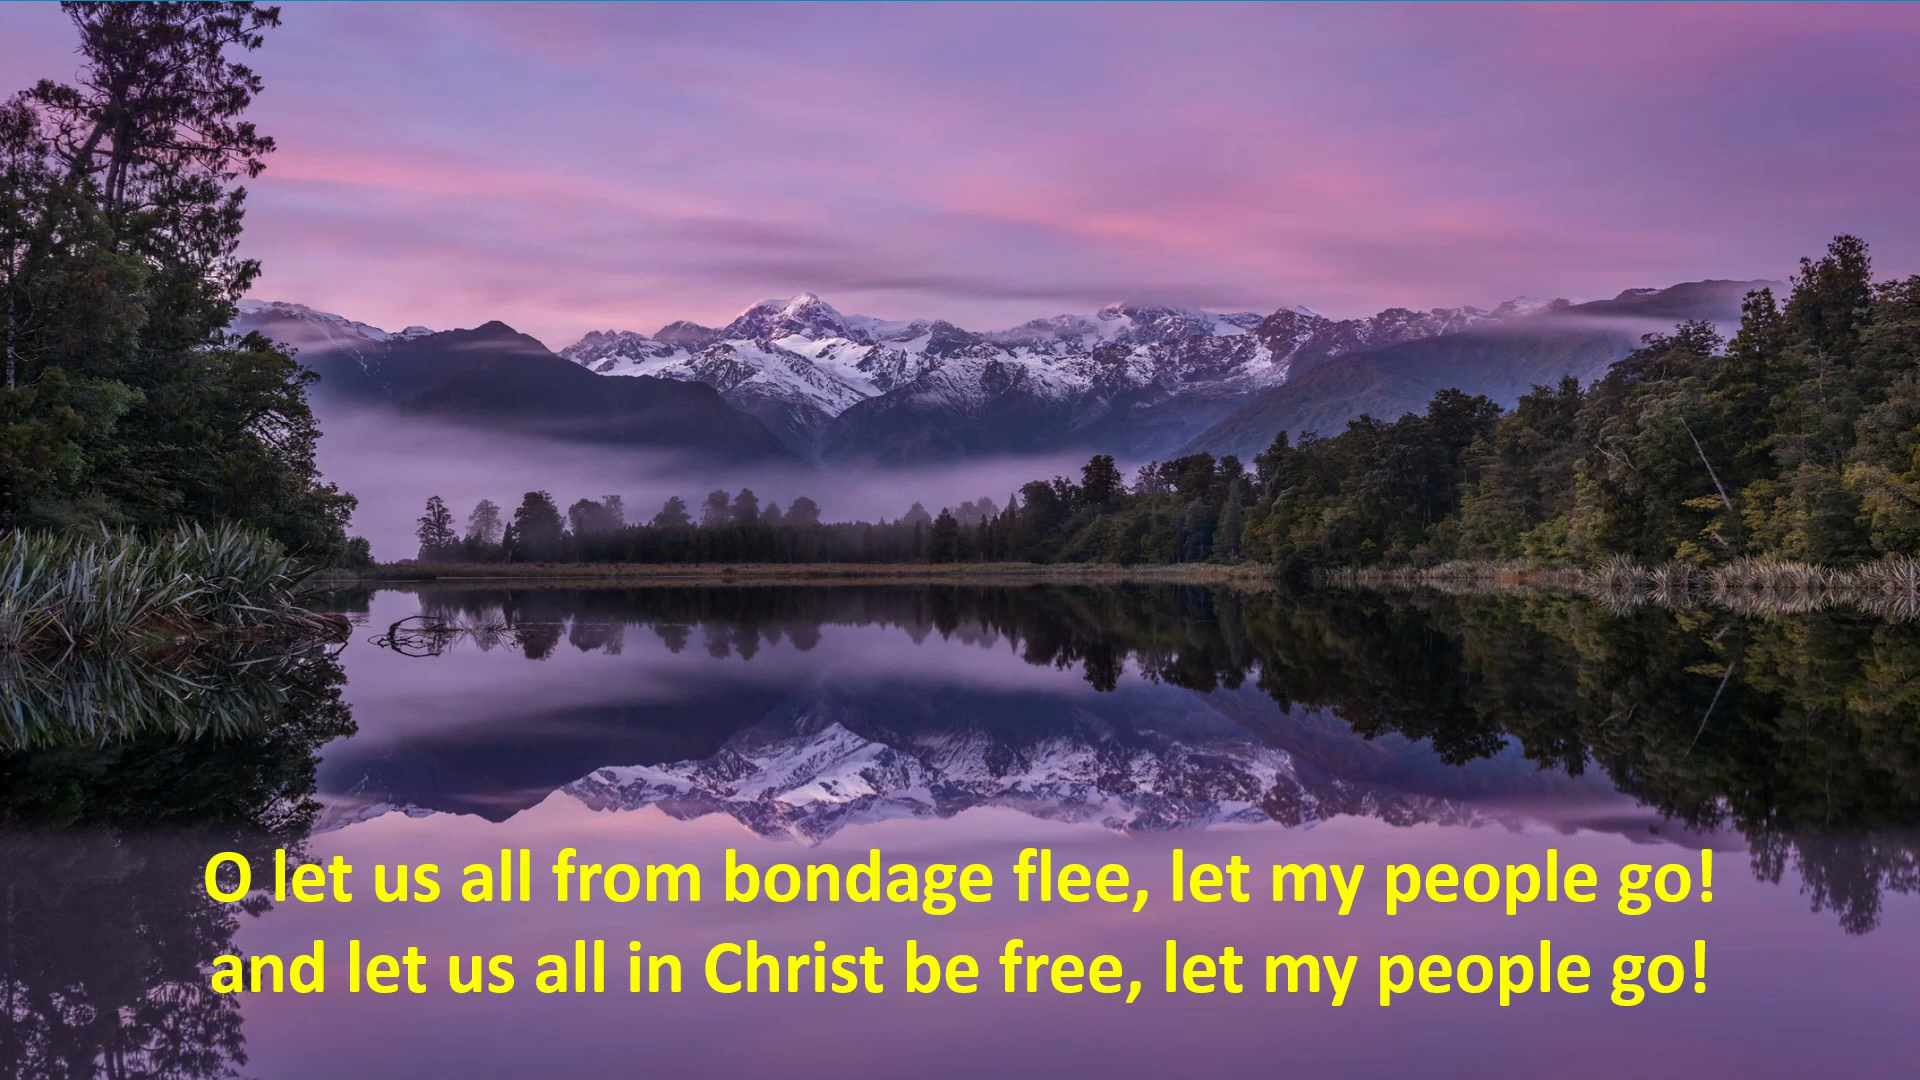 O let us all from bondage flee, let my people go!
and let us all in Christ be free, let my people go!